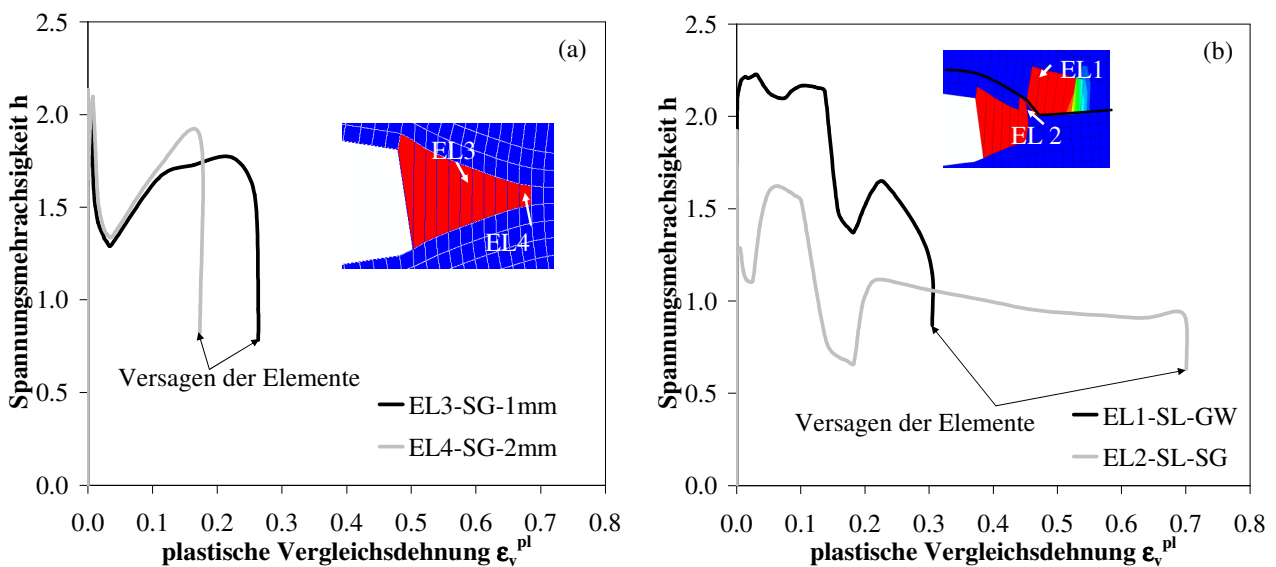 (a)
2.5
2.0
1.5
1.0
0.5
0.0
Spannungsmehrachsigkeit h
EL3
EL4
Versagen der Elemente
EL3-SG-1mm
EL4-SG-2mm
0.0 0.1 0.2 0.3 0.4 0.5 0.6 0.7 0.8
plastische Vergleichsdehnung εᵥᵖˡ
(b)
2.5
2.0
1.5
1.0
0.5
0.0
Spannungsmehrachsigkeit h
EL1
EL 2
Versagen der Elemente
EL1-SL-GW
EL2-SL-SG
0.0 0.1 0.2 0.3 0.4 0.5 0.6 0.7 0.8
plastische Vergleichsdehnung εᵥᵖˡ